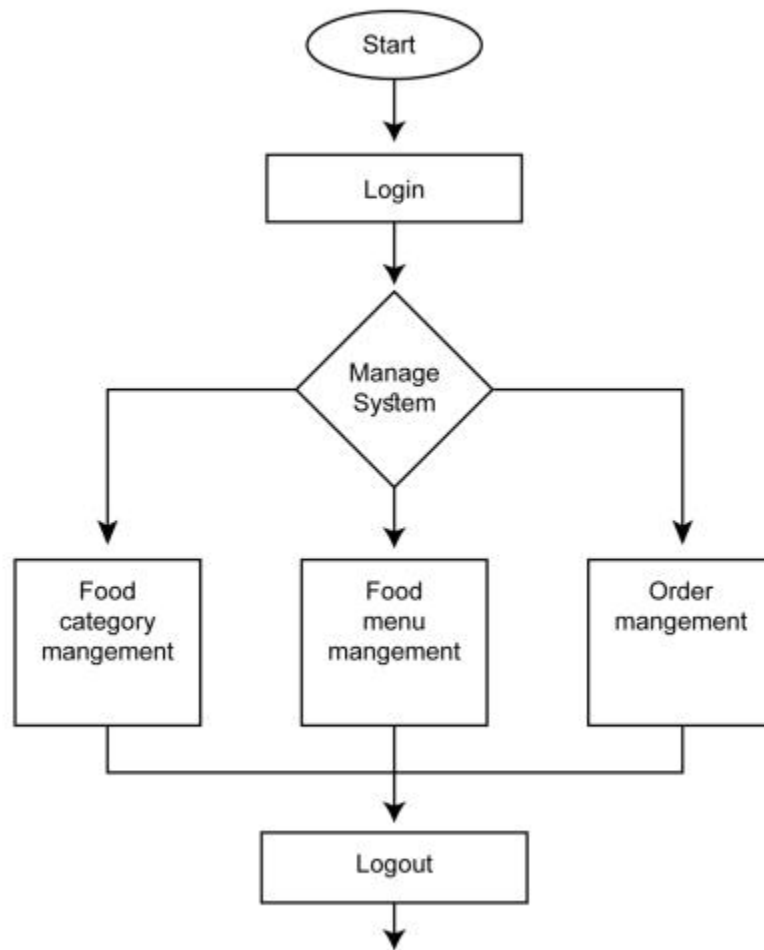 Start
Login
Manage
System
Food
category
mangement
Food
menu
mangement
Order
mangement
Logout